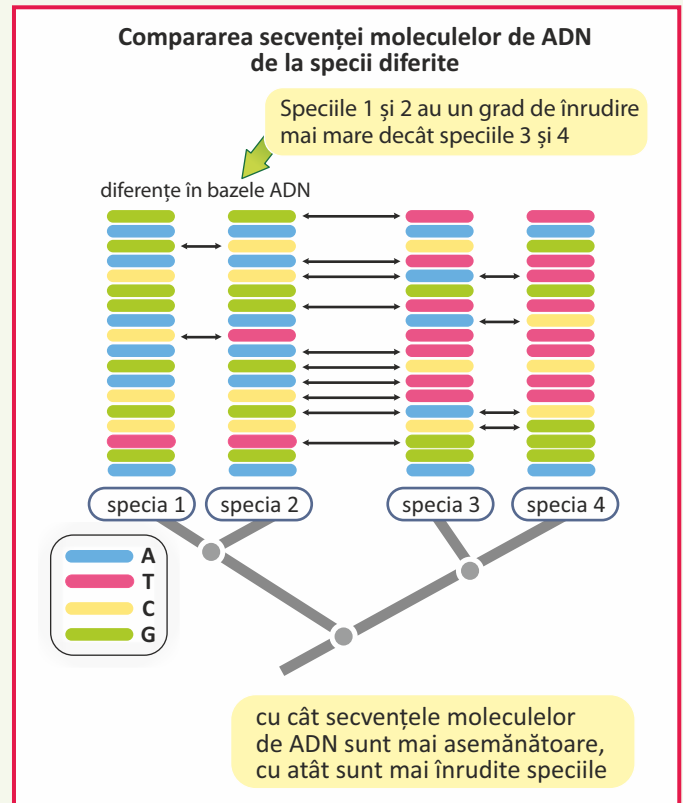 Compararea secvenței moleculelor de ADN
de la specii diferite
Speciile 1 și 2 au un grad de înrudire
mai mare decât speciile 3 și 4
diferențe în bazele ADN
specia 1
specia 2
specia 3
specia 4
A
T
C
G
cu cât secvențele moleculelor
de ADN sunt mai asemănătoare,
cu atât sunt mai înrudite speciile